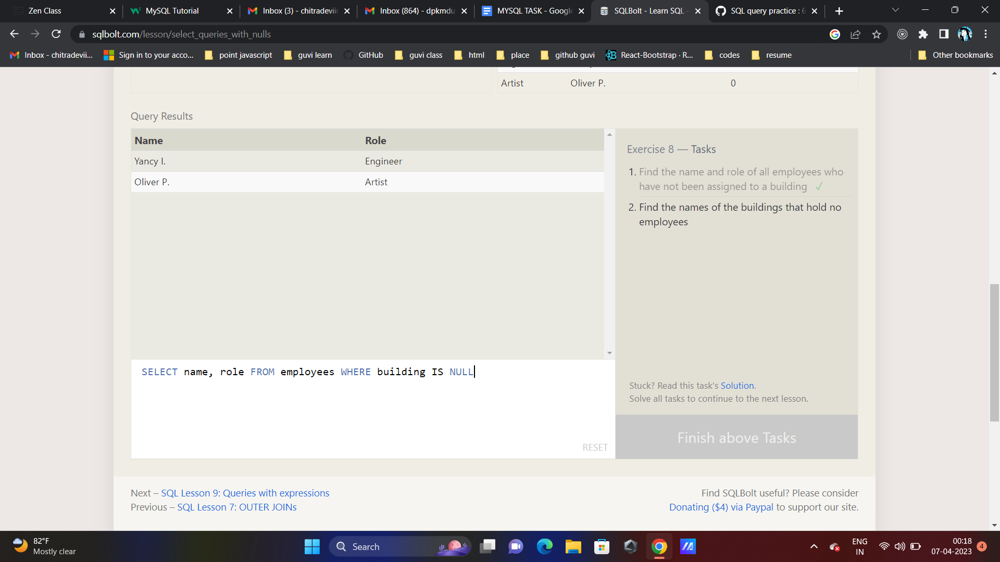 Zen Class
MySQL Tutorial
Inbox (3) - chitradeviin
Inbox (864) - dpkmdu
MYSQL TASK - Google
SQLBolt - Learn SQL -
SQL query practice : 6
sqlbolt.com/lesson/select_queries_with_nulls
Inbox - chitradevii...
Sign in to your acco...
point javascript
guvi learn
GitHub
guvi class
html
place
github guvi
React-Bootstrap · R...
codes
resume
Other bookmarks
Artist Oliver P. 0
Query Results
Name Role
Yancy I. Engineer
Oliver P. Artist
Exercise 8 — Tasks
1. Find the name and role of all employees who
have not been assigned to a building ✓
2. Find the names of the buildings that hold no
employees
SELECT name, role FROM employees WHERE building IS NULL
RESET
Stuck? Read this task's Solution.
Solve all tasks to continue to the next lesson.
Finish above Tasks
Next – SQL Lesson 9: Queries with expressions
Previous – SQL Lesson 7: OUTER JOINs
Find SQLBolt useful? Please consider
Donating ($4) via Paypal to support our site.
82°F
Mostly clear
Search
ENG
IN
00:18
07-04-2023
4